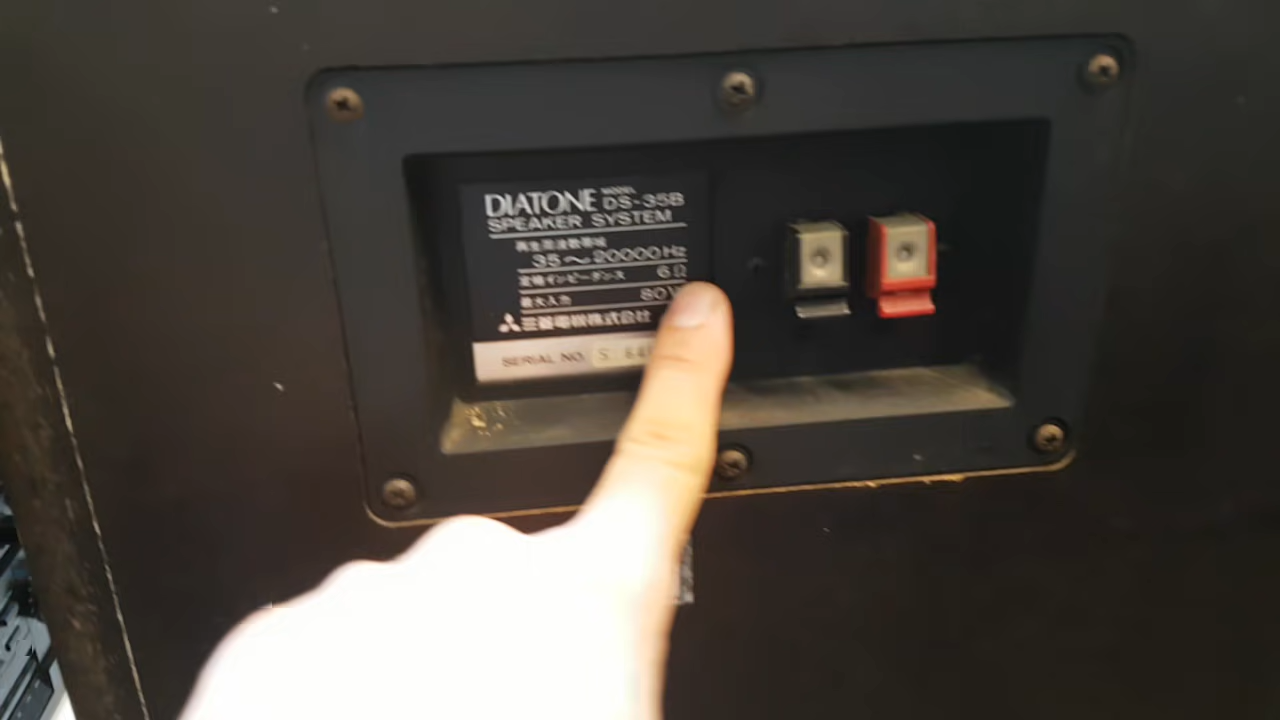 DIATONE MODEL DS-35B
SPEAKER SYSTEM
再生周波数帯域
35～20000Hz
定格インピーダンス 6Ω
最大入力 80W
三菱電機株式会社
SERIAL NO. S 64